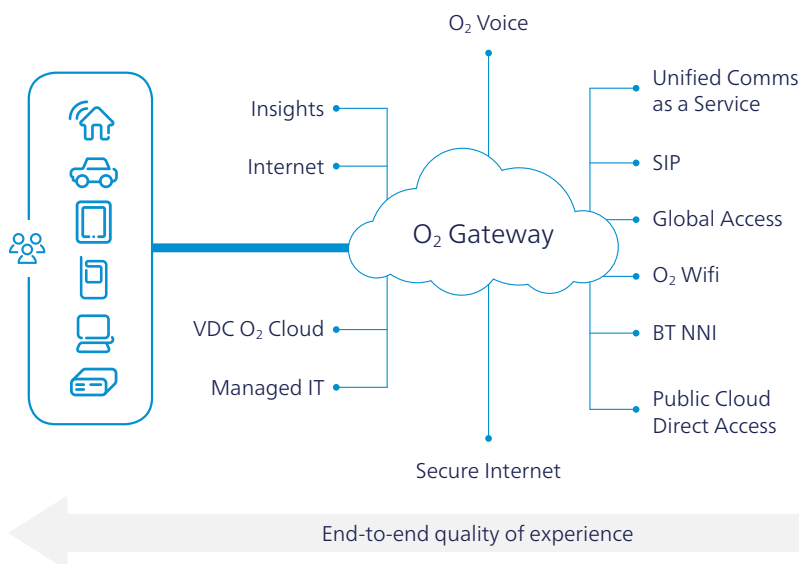 O₂ Voice
Unified Comms
as a Service
Insights
Internet
SIP
Global Access
O₂ Gateway
O₂ Wifi
VDC O₂ Cloud
BT NNI
Managed IT
Public Cloud
Direct Access
Secure Internet
End-to-end quality of experience